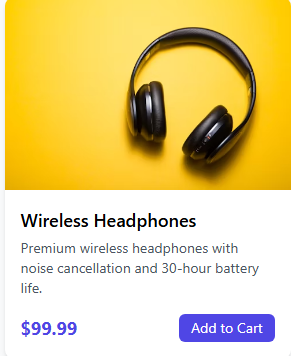 Wireless Headphones
Premium wireless headphones with
noise cancellation and 30-hour battery
life.
$99.99
Add to Cart